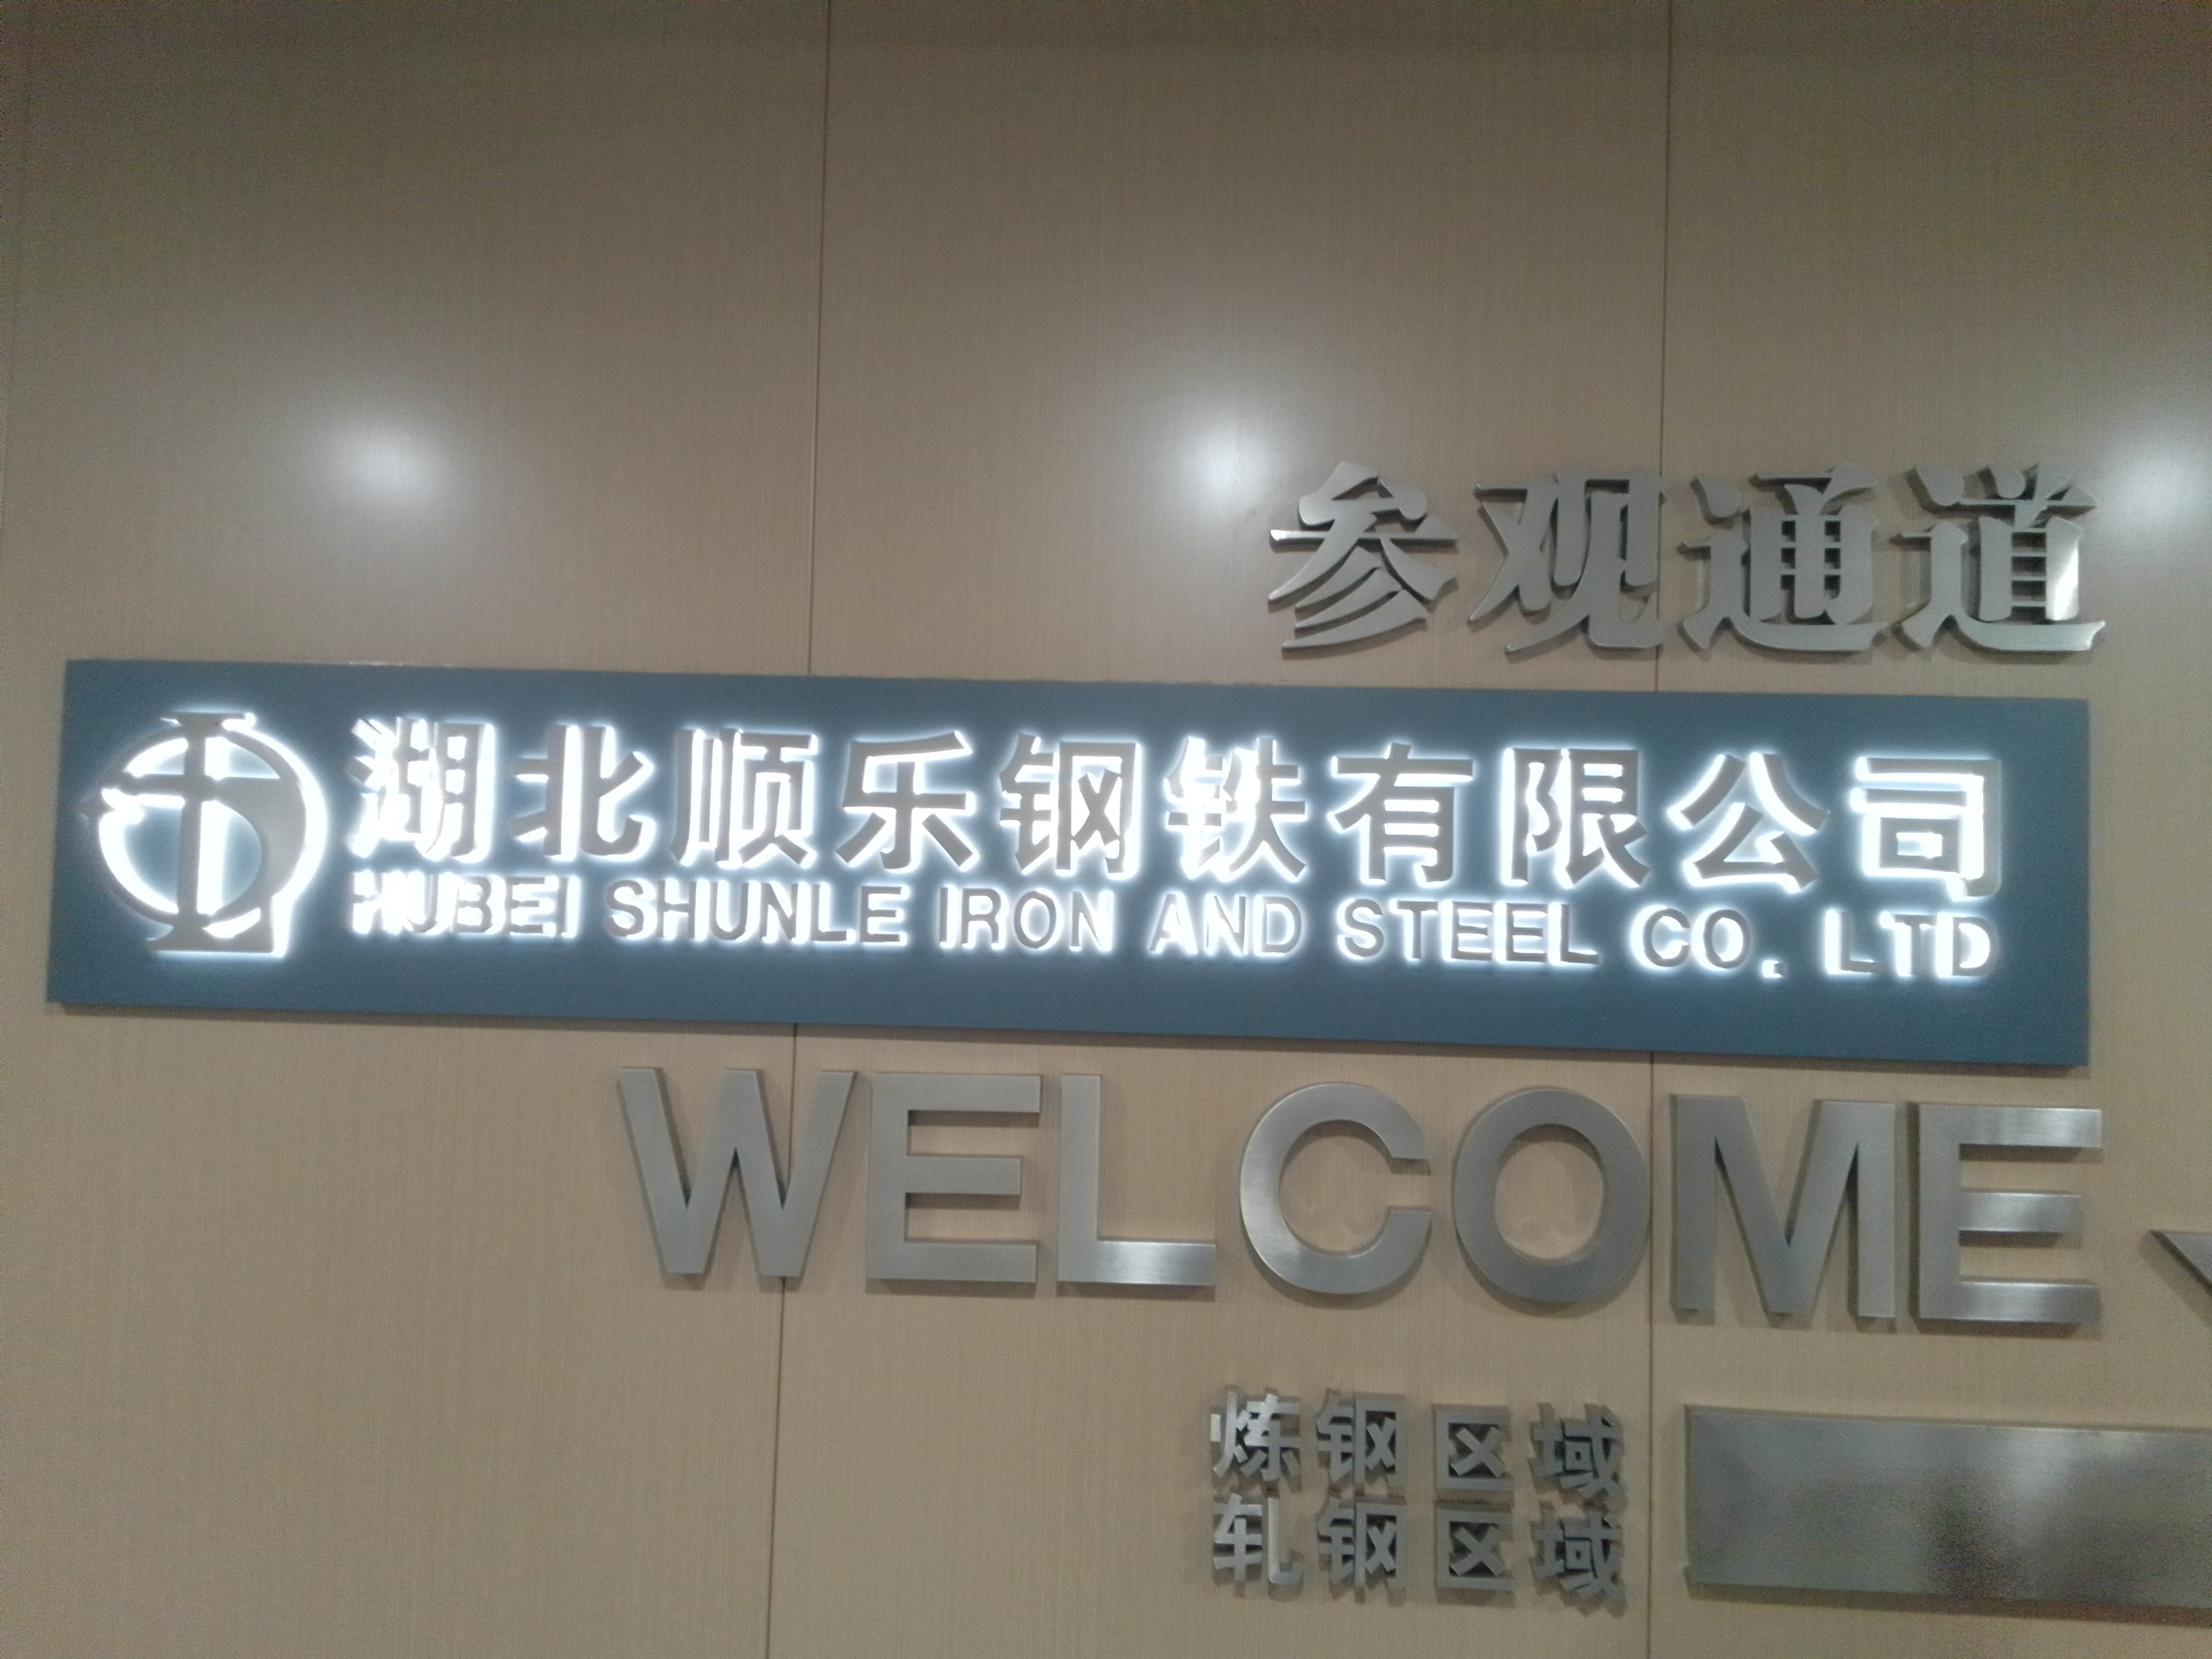 参观通道
湖北顺乐钢铁有限公司
HUBEI SHUNLE IRON AND STEEL CO. LTD
WELCOME
炼钢区域
轧钢区域